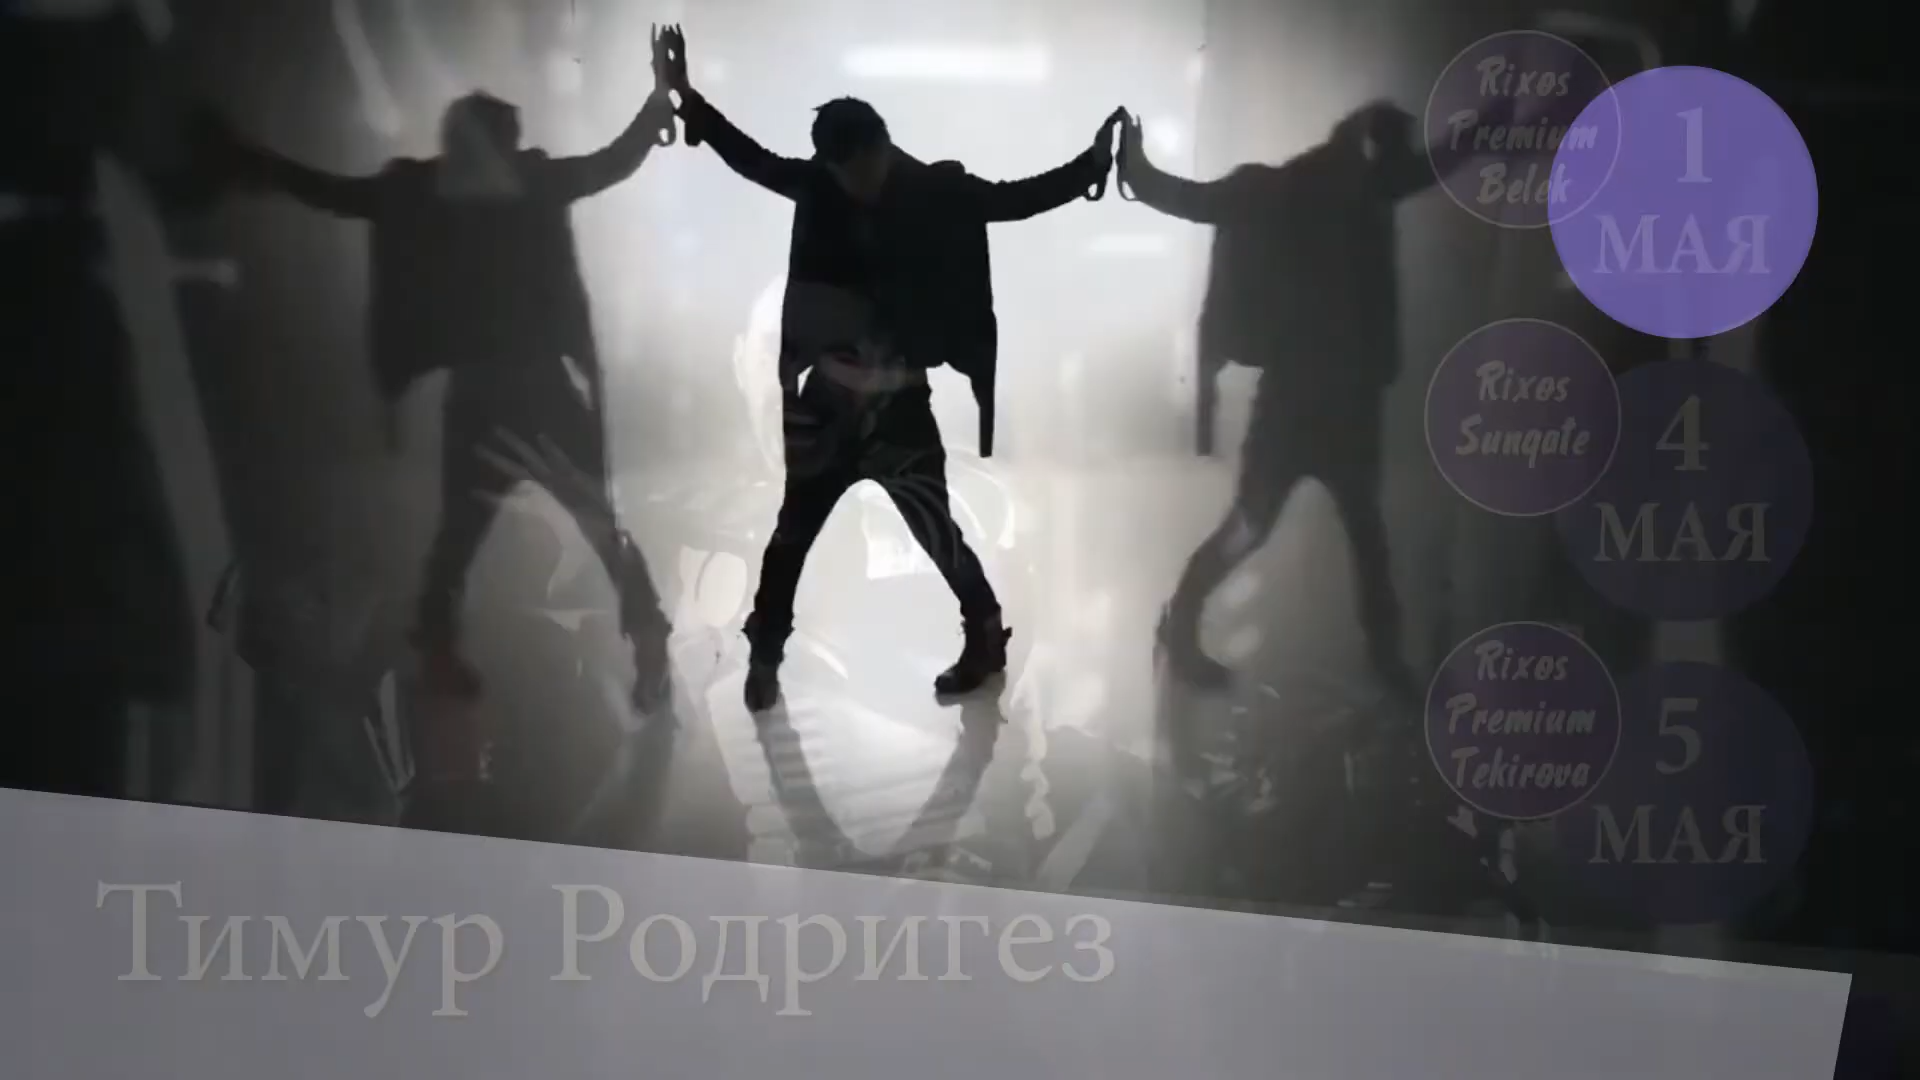 Rixos
Premium
Belek
1
МАЯ
Rixos
Sungate
4
МАЯ
Rixos
Premium
Tekirova
5
МАЯ
Тимур Родригез